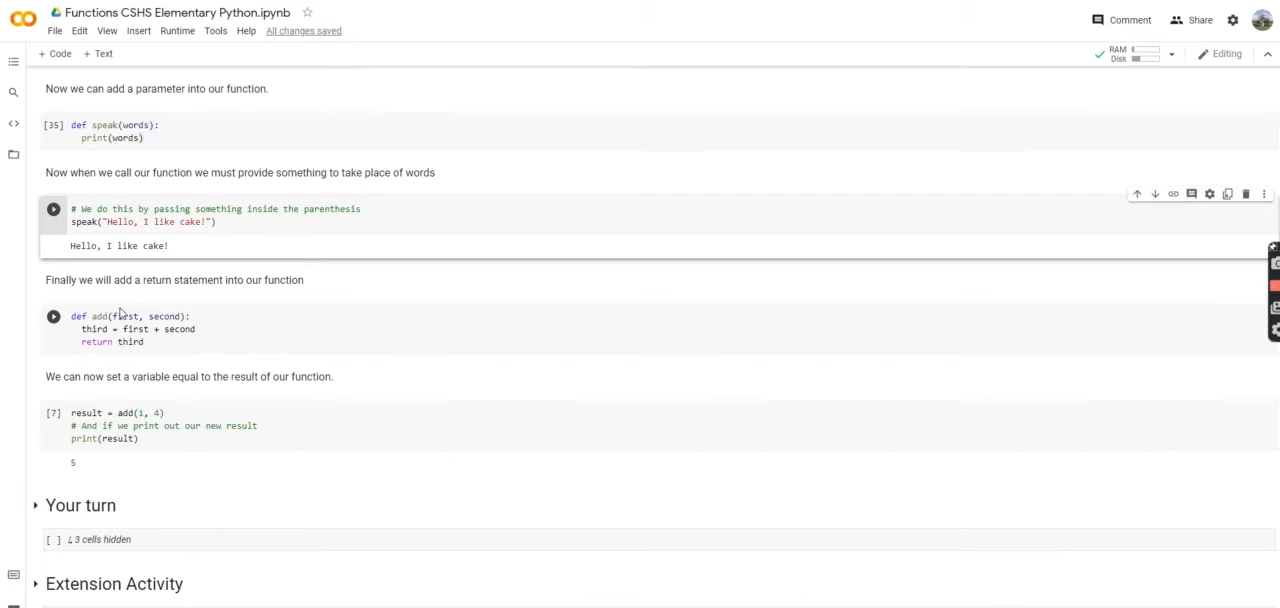 Functions CSHS Elementary Python.ipynb
Comment
Share
File Edit View Insert Runtime Tools Help All changes saved
+ Code + Text
RAM
Disk
Editing
Now we can add a parameter into our function.
[35] def speak(words):
print(words)
Now when we call our function we must provide something to take place of words
# We do this by passing something inside the parenthesis
speak("Hello, I like cake!")
Hello, I like cake!
Finally we will add a return statement into our function
def add(first, second):
third = first + second
return third
We can now set a variable equal to the result of our function.
[7] result = add(1, 4)
# And if we print out our new result
print(result)
5
Your turn
[ ] ↳ 3 cells hidden
Extension Activity